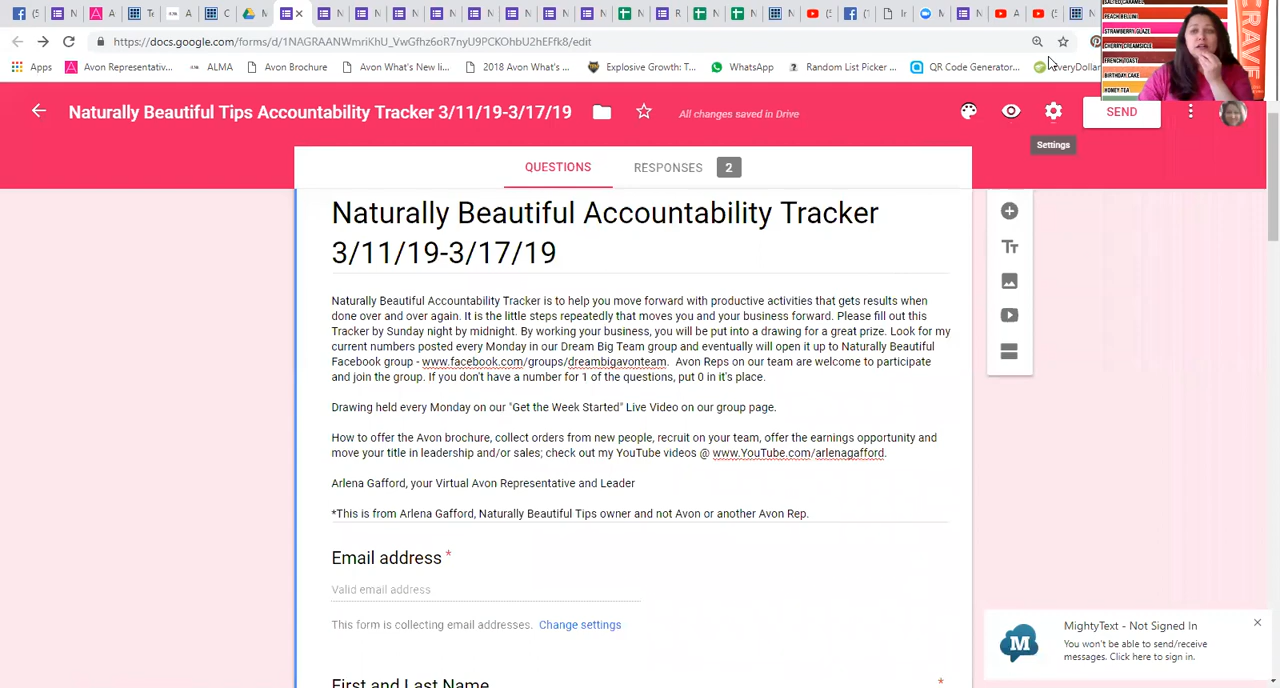 https://docs.google.com/forms/d/1NAGRAANWmriKhU_VwGfhz6oR7nyU9PCKOhbU2hEFfk8/edit
Apps Avon Representativ... ALMA Avon Brochure Avon What's New li... 2018 Avon What's... Explosive Growth: T... WhatsApp Random List Picker ... QR Code Generator... EveryDollar
SALTED CARAMEL
PEACH BELLINI
STRAWBERRY GLAZE
CHERRY CREAMSICLE
FRENCH TOAST
BIRTHDAY CAKE
HONEY TEA
CRAVE
Naturally Beautiful Tips Accountability Tracker 3/11/19-3/17/19 All changes saved in Drive SEND
Settings
QUESTIONS RESPONSES 2
Naturally Beautiful Accountability Tracker
3/11/19-3/17/19
Naturally Beautiful Accountability Tracker is to help you move forward with productive activities that gets results when
done over and over again. It is the little steps repeatedly that moves you and your business forward. Please fill out this
Tracker by Sunday night by midnight. By working your business, you will be put into a drawing for a great prize. Look for my
current numbers posted every Monday in our Dream Big Team group and eventually will open it up to Naturally Beautiful
Facebook group - www.facebook.com/groups/dreambigavonteam. Avon Reps on our team are welcome to participate
and join the group. If you don't have a number for 1 of the questions, put 0 in it's place.
Drawing held every Monday on our "Get the Week Started" Live Video on our group page.
How to offer the Avon brochure, collect orders from new people, recruit on your team, offer the earnings opportunity and
move your title in leadership and/or sales; check out my YouTube videos @ www.YouTube.com/arlenagafford.
Arlena Gafford, your Virtual Avon Representative and Leader
*This is from Arlena Gafford, Naturally Beautiful Tips owner and not Avon or another Avon Rep.
Email address *
Valid email address
This form is collecting email addresses. Change settings
First and Last Name *
MightyText - Not Signed In
You won't be able to send/receive
messages. Click here to sign in.